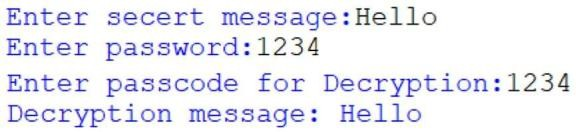 Enter secert message:Hello
Enter password:1234
Enter passcode for Decryption:1234
Decryption message: Hello